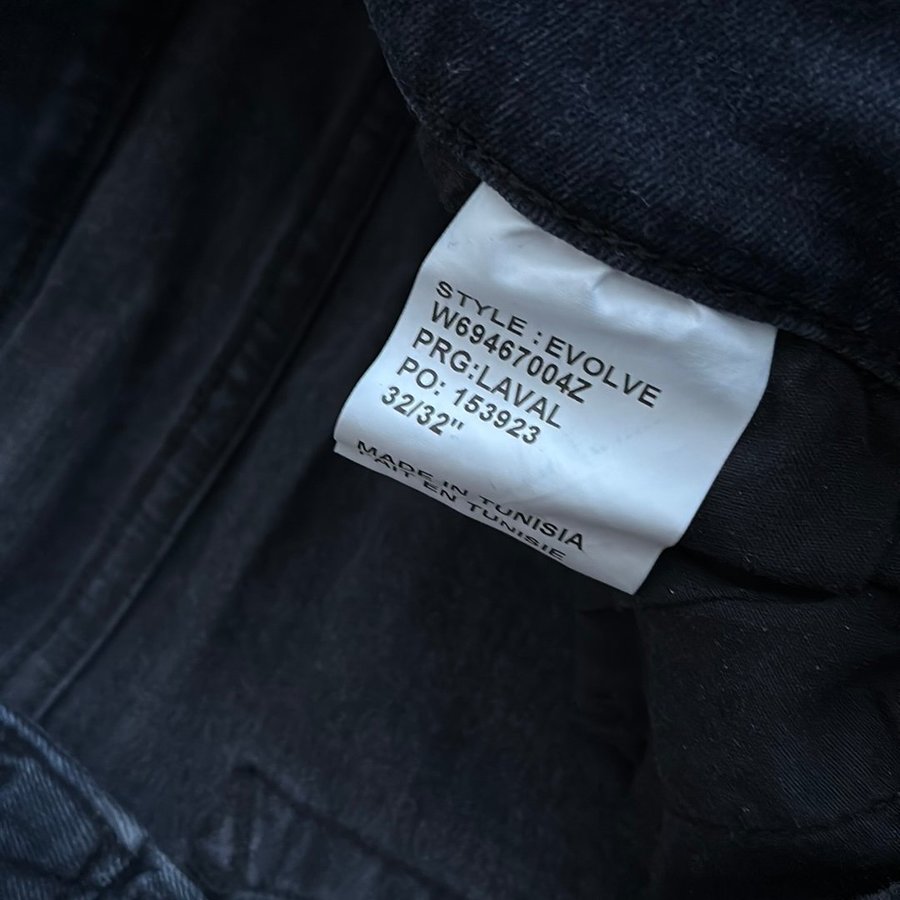 STYLE : EVOLVE
W69467004Z
PRG:LAVAL
PO: 153923
32/32"
MADE IN TUNISIA
FAIT EN TUNISIE